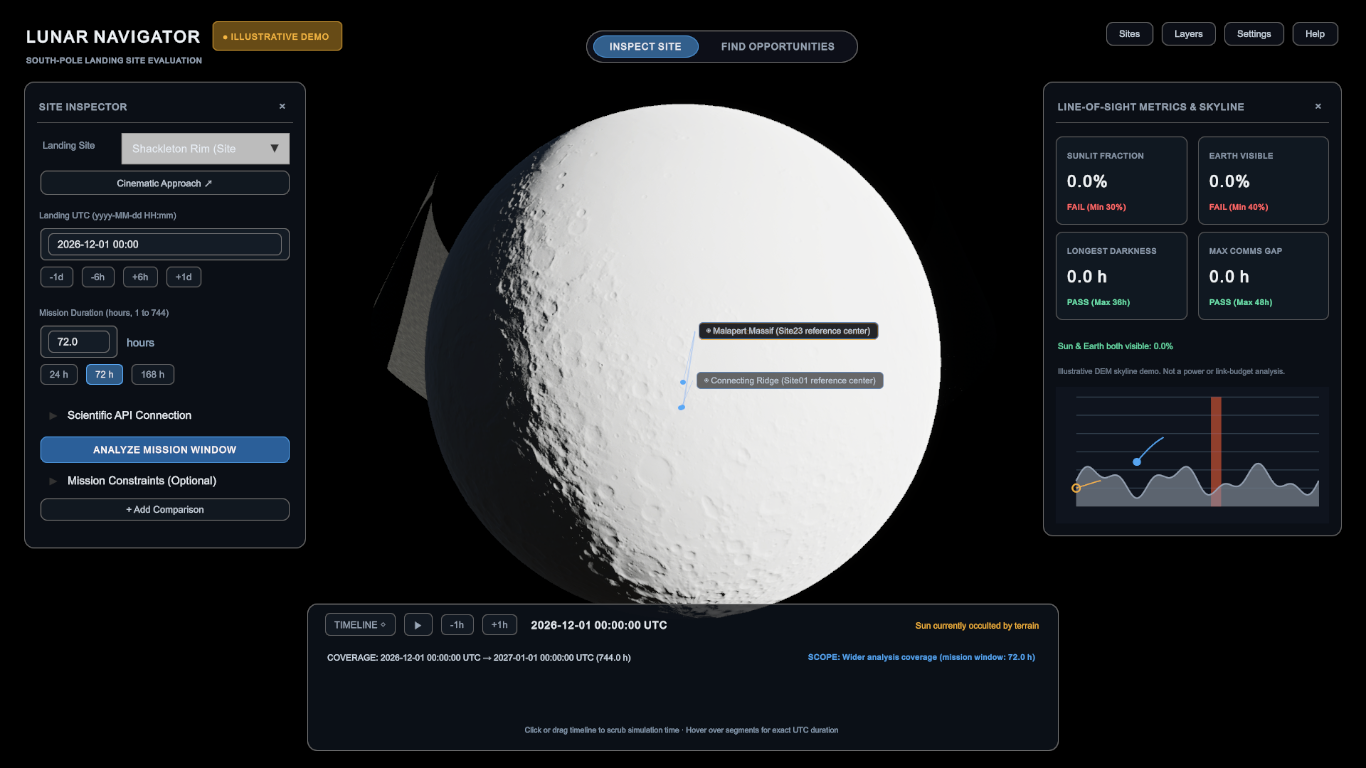 LUNAR NAVIGATOR
● ILLUSTRATIVE DEMO
SOUTH-POLE LANDING SITE EVALUATION
INSPECT SITE
FIND OPPORTUNITIES
Sites
Layers
Settings
Help
SITE INSPECTOR
×
Landing Site
Shackleton Rim (Site
▼
Cinematic Approach ↗
Landing UTC (yyyy-MM-dd HH:mm)
2026-12-01 00:00
-1d
-6h
+6h
+1d
Mission Duration (hours, 1 to 744)
72.0
hours
24 h
72 h
168 h
► Scientific API Connection
ANALYZE MISSION WINDOW
► Mission Constraints (Optional)
+ Add Comparison
Malapert Massif (Site23 reference center)
Connecting Ridge (Site01 reference center)
LINE-OF-SIGHT METRICS & SKYLINE
×
SUNLIT FRACTION
0.0%
FAIL (Min 30%)
EARTH VISIBLE
0.0%
FAIL (Min 40%)
LONGEST DARKNESS
0.0 h
PASS (Max 36h)
MAX COMMS GAP
0.0 h
PASS (Max 48h)
Sun & Earth both visible: 0.0%
Illustrative DEM skyline demo. Not a power or link-budget analysis.
TIMELINE ◇
►
-1h
+1h
2026-12-01 00:00:00 UTC
Sun currently occulted by terrain
COVERAGE: 2026-12-01 00:00:00 UTC → 2027-01-01 00:00:00 UTC (744.0 h)
SCOPE: Wider analysis coverage (mission window: 72.0 h)
Click or drag timeline to scrub simulation time · Hover over segments for exact UTC duration